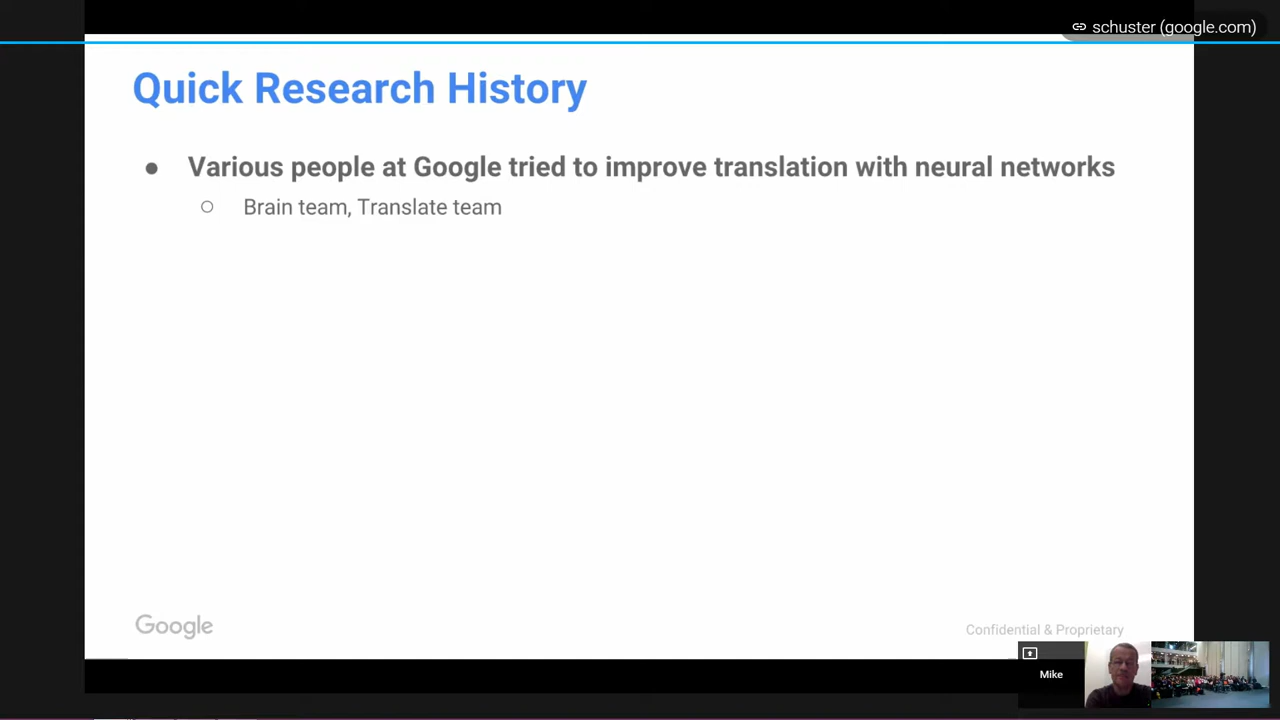 schuster (google.com)
Quick Research History
● Various people at Google tried to improve translation with neural networks
○ Brain team, Translate team
Google
Confidential & Proprietary
Mike